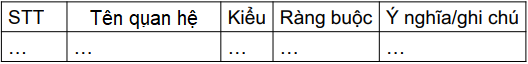 STT Tên quan hệ Kiểu Ràng buộc Ý nghĩa/ghi chú
... ... ... ... ...